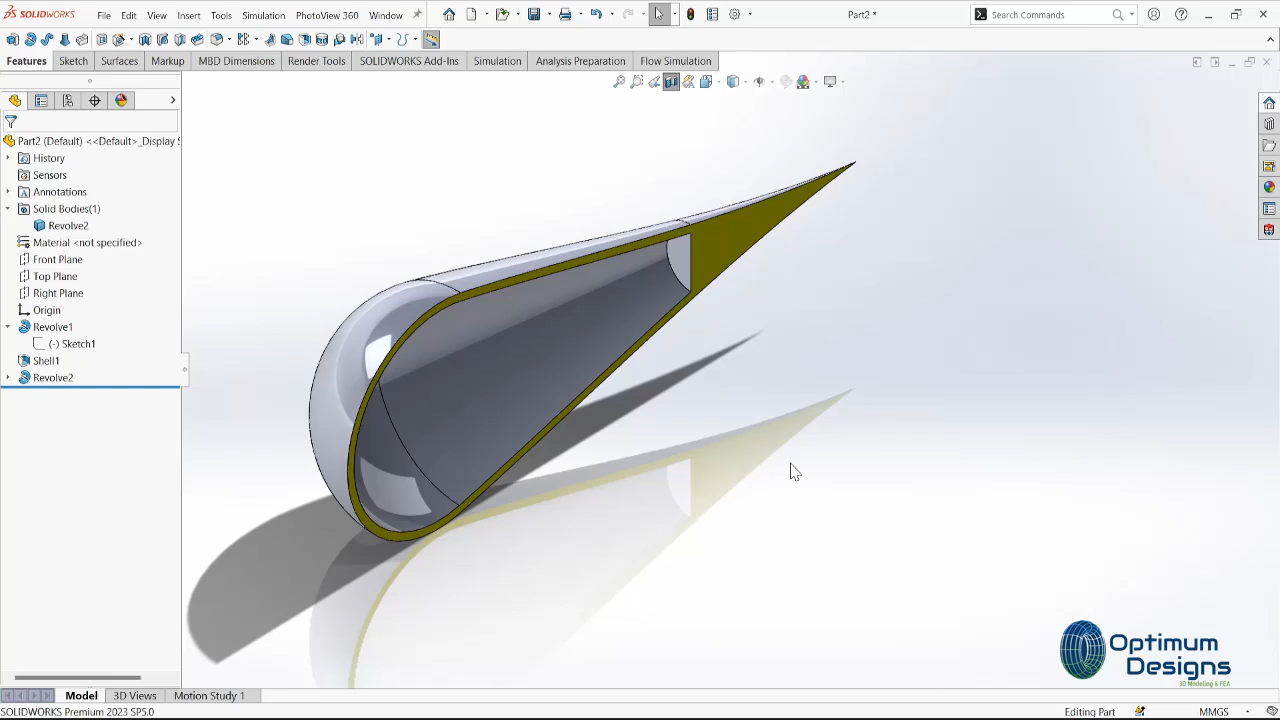 SOLIDWORKS File Edit View Insert Tools Simulation PhotoView 360 Window Part2 * Search Commands
Features Sketch Surfaces Markup MBD Dimensions Render Tools SOLIDWORKS Add-Ins Simulation Analysis Preparation Flow Simulation
Part2 (Default) <<Default>_Display S
History
Sensors
Annotations
Solid Bodies(1)
Revolve2
Material <not specified>
Front Plane
Top Plane
Right Plane
Origin
Revolve1
(-) Sketch1
Shell1
Revolve2
Optimum
Designs
3D Modeling & FEA
Model 3D Views Motion Study 1
SOLIDWORKS Premium 2023 SP5.0 Editing Part MMGS